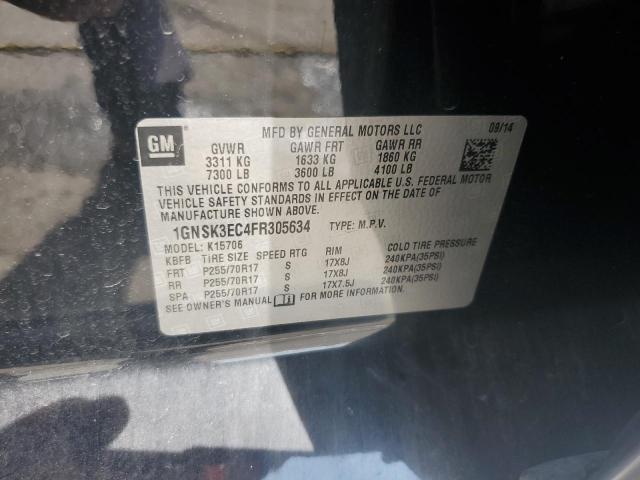 GM
MFD BY GENERAL MOTORS LLC 09/14
GVWR GAWR FRT GAWR RR
3311 KG 1633 KG 1860 KG
7300 LB 3600 LB 4100 LB
THIS VEHICLE CONFORMS TO ALL APPLICABLE U.S. FEDERAL MOTOR
VEHICLE SAFETY STANDARDS IN EFFECT ON THE DATE OF
MANUFACTURE SHOWN ABOVE.
1GNSK3EC4FR305634 TYPE: M.P.V.
MODEL: K15706
KBFB TIRE SIZE SPEED RTG RIM COLD TIRE PRESSURE
FRT P255/70R17 S 17X8J 240KPA(35PSI)
RR P255/70R17 S 17X8J 240KPA(35PSI)
SPA P255/70R17 S 17X7.5J 240KPA(35PSI)
SEE OWNER'S MANUAL FOR MORE INFORMATION.